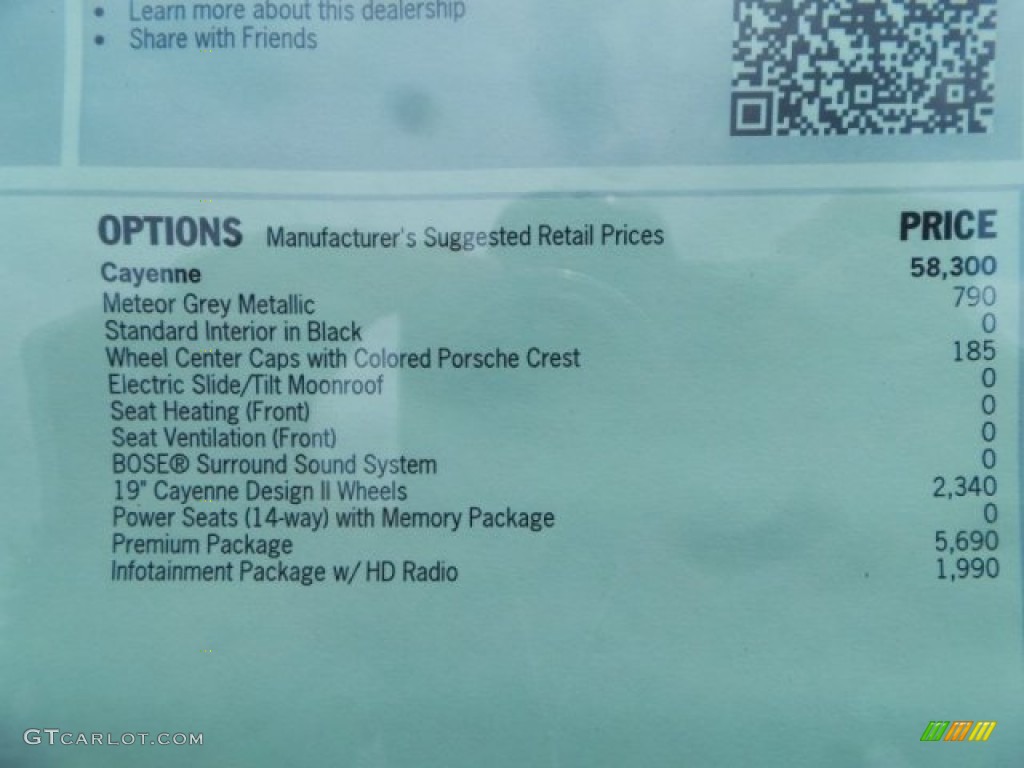 • Learn more about this dealership
• Share with Friends
OPTIONS Manufacturer's Suggested Retail Prices PRICE
Cayenne 58,300
Meteor Grey Metallic 790
Standard Interior in Black 0
Wheel Center Caps with Colored Porsche Crest 185
Electric Slide/Tilt Moonroof 0
Seat Heating (Front) 0
Seat Ventilation (Front) 0
BOSE® Surround Sound System 0
19" Cayenne Design II Wheels 2,340
Power Seats (14-way) with Memory Package 0
Premium Package 5,690
Infotainment Package w/ HD Radio 1,990
GTCARLOT.COM